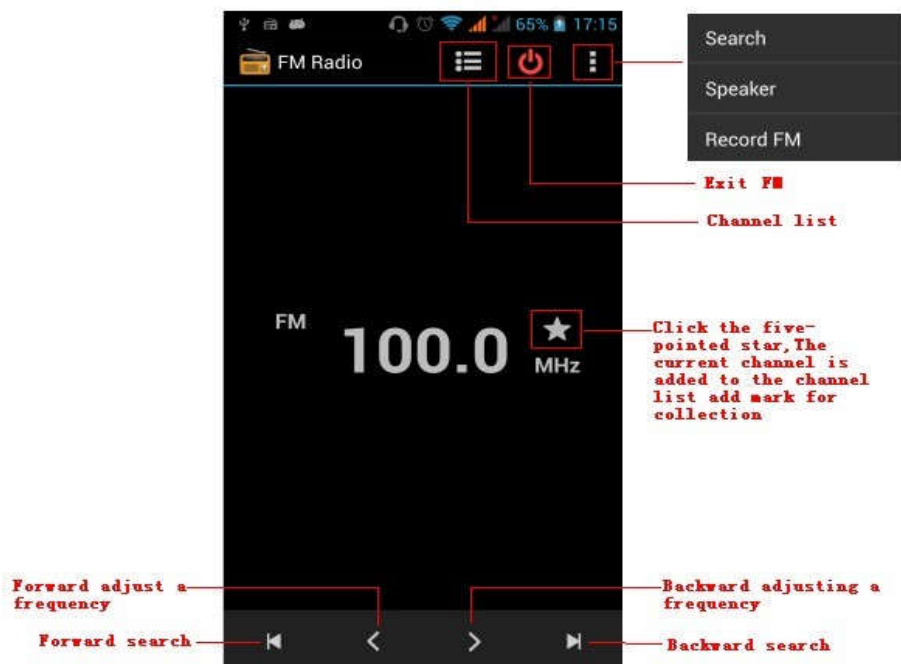 65% 17:15
FM Radio
Search
Speaker
Record FM
Exit FM
Channel list
FM
100.0
MHz
Click the five-
pointed star,The
current channel is
added to the channel
list add mark for
collection
Forward adjust a
frequency
Backward adjusting a
frequency
Forward search
Backward search